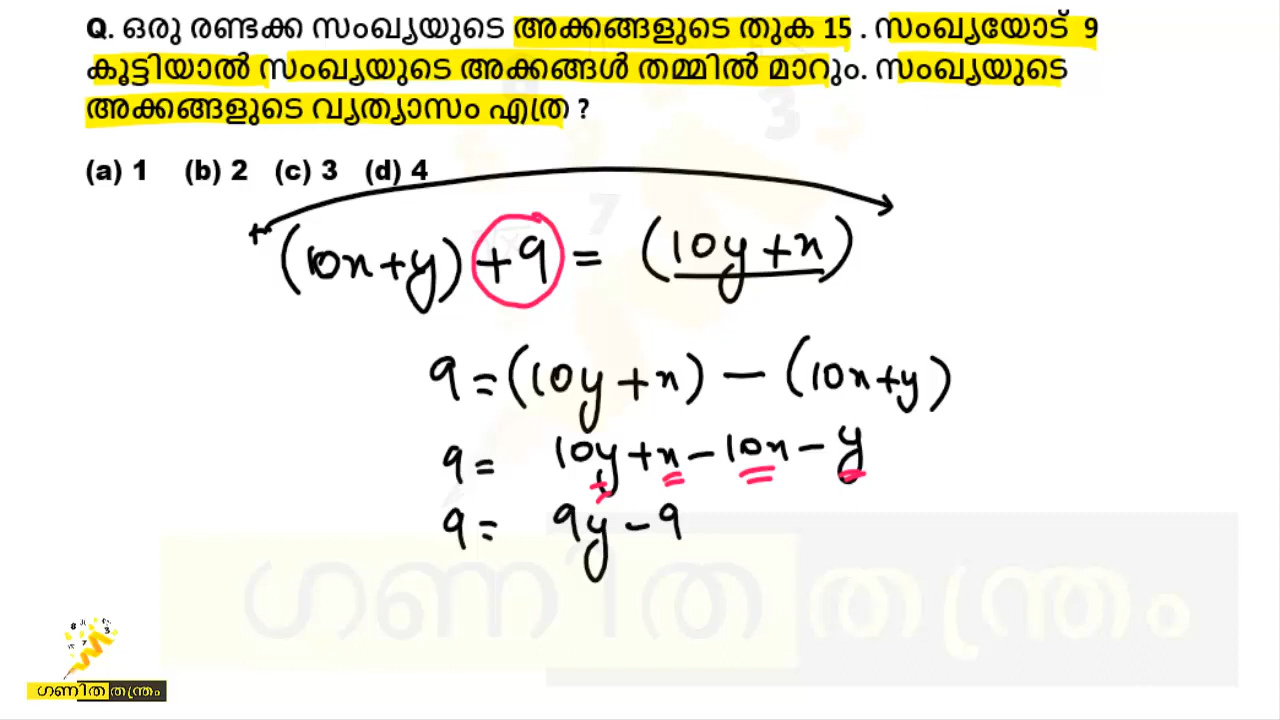 Q. ഒരു രണ്ടക്ക സംഖ്യയുടെ അക്കങ്ങളുടെ തുക 15 . സംഖ്യയോട് 9
കൂട്ടിയാൽ സംഖ്യയുടെ അക്കങ്ങൾ തമ്മിൽ മാറും. സംഖ്യയുടെ
അക്കങ്ങളുടെ വ്യത്യാസം എത്ര ?
(a) 1 (b) 2 (c) 3 (d) 4
(10x+y) +9 = (10y+x)
9 = (10y+x) - (10x+y)
9 = 10y+x-10x-y
9 = 9y-9
ഗണിത തന്ത്രം
ഗണിത തന്ത്രം